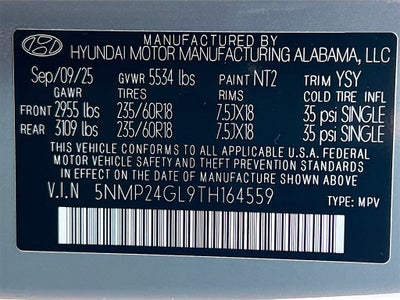 MANUFACTURED BY
HYUNDAI MOTOR MANUFACTURING ALABAMA, LLC
Sep/09/25 GVWR 5534 lbs PAINT NT2 TRIM YSY
GAWR TIRES RIMS COLD TIRE INFL
FRONT 2955 lbs 235/60R18 7.5JX18 35 psi SINGLE
REAR 3109 lbs 235/60R18 7.5JX18 35 psi SINGLE
THIS VEHICLE CONFORMS TO ALL APPLICABLE U.S.A. FEDERAL
MOTOR VEHICLE SAFETY STANDARDS IN
EFFECT ON THE DATE OF MANUFACTURE SHOWN ABOVE.
V.I.N 5NMP24GL9TH164559 TYPE: MPV